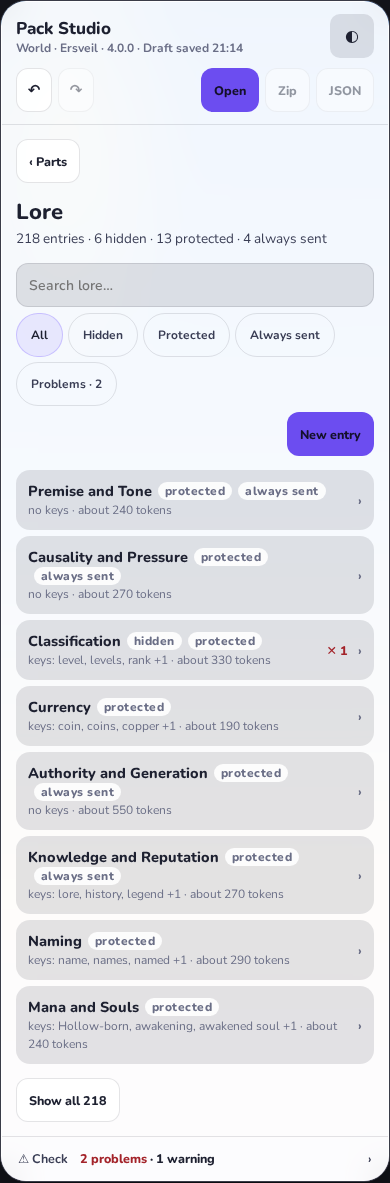 Pack Studio
World · Ersveil · 4.0.0 · Draft saved 21:14
Open Zip JSON
‹ Parts
Lore
218 entries · 6 hidden · 13 protected · 4 always sent
Search lore...
All Hidden Protected Always sent
Problems · 2
New entry
Premise and Tone protected always sent
no keys · about 240 tokens
Causality and Pressure protected
always sent
no keys · about 270 tokens
Classification hidden protected
keys: level, levels, rank +1 · about 330 tokens
× 1
Currency protected
keys: coin, coins, copper +1 · about 190 tokens
Authority and Generation protected
always sent
no keys · about 550 tokens
Knowledge and Reputation protected
always sent
keys: lore, history, legend +1 · about 270 tokens
Naming protected
keys: name, names, named +1 · about 290 tokens
Mana and Souls protected
keys: Hollow-born, awakening, awakened soul +1 · about
240 tokens
Show all 218
⚠ Check 2 problems · 1 warning